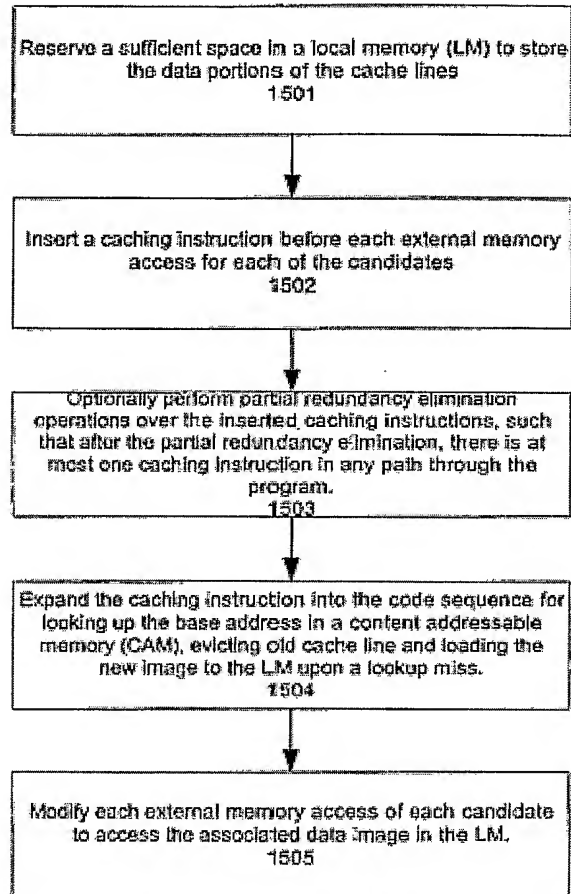 Reserve a sufficient space in a local memory (LM) to store
the data portions of the cache lines
1501
Insert a caching instruction before each external memory
access for each of the candidates
1502
Optionally perform partial redundancy elimination
operations over the inserted caching instructions, such
that after the partial redundancy elimination, there is at
most one caching instruction in any path through the
program.
1503
Expand the caching instruction into the code sequence for
looking up the base address in a content addressable
memory (CAM), evicting old cache line and loading the
new image to the LM upon a lookup miss.
1504
Modify each external memory access of each candidate
to access the associated data image in the LM.
1505